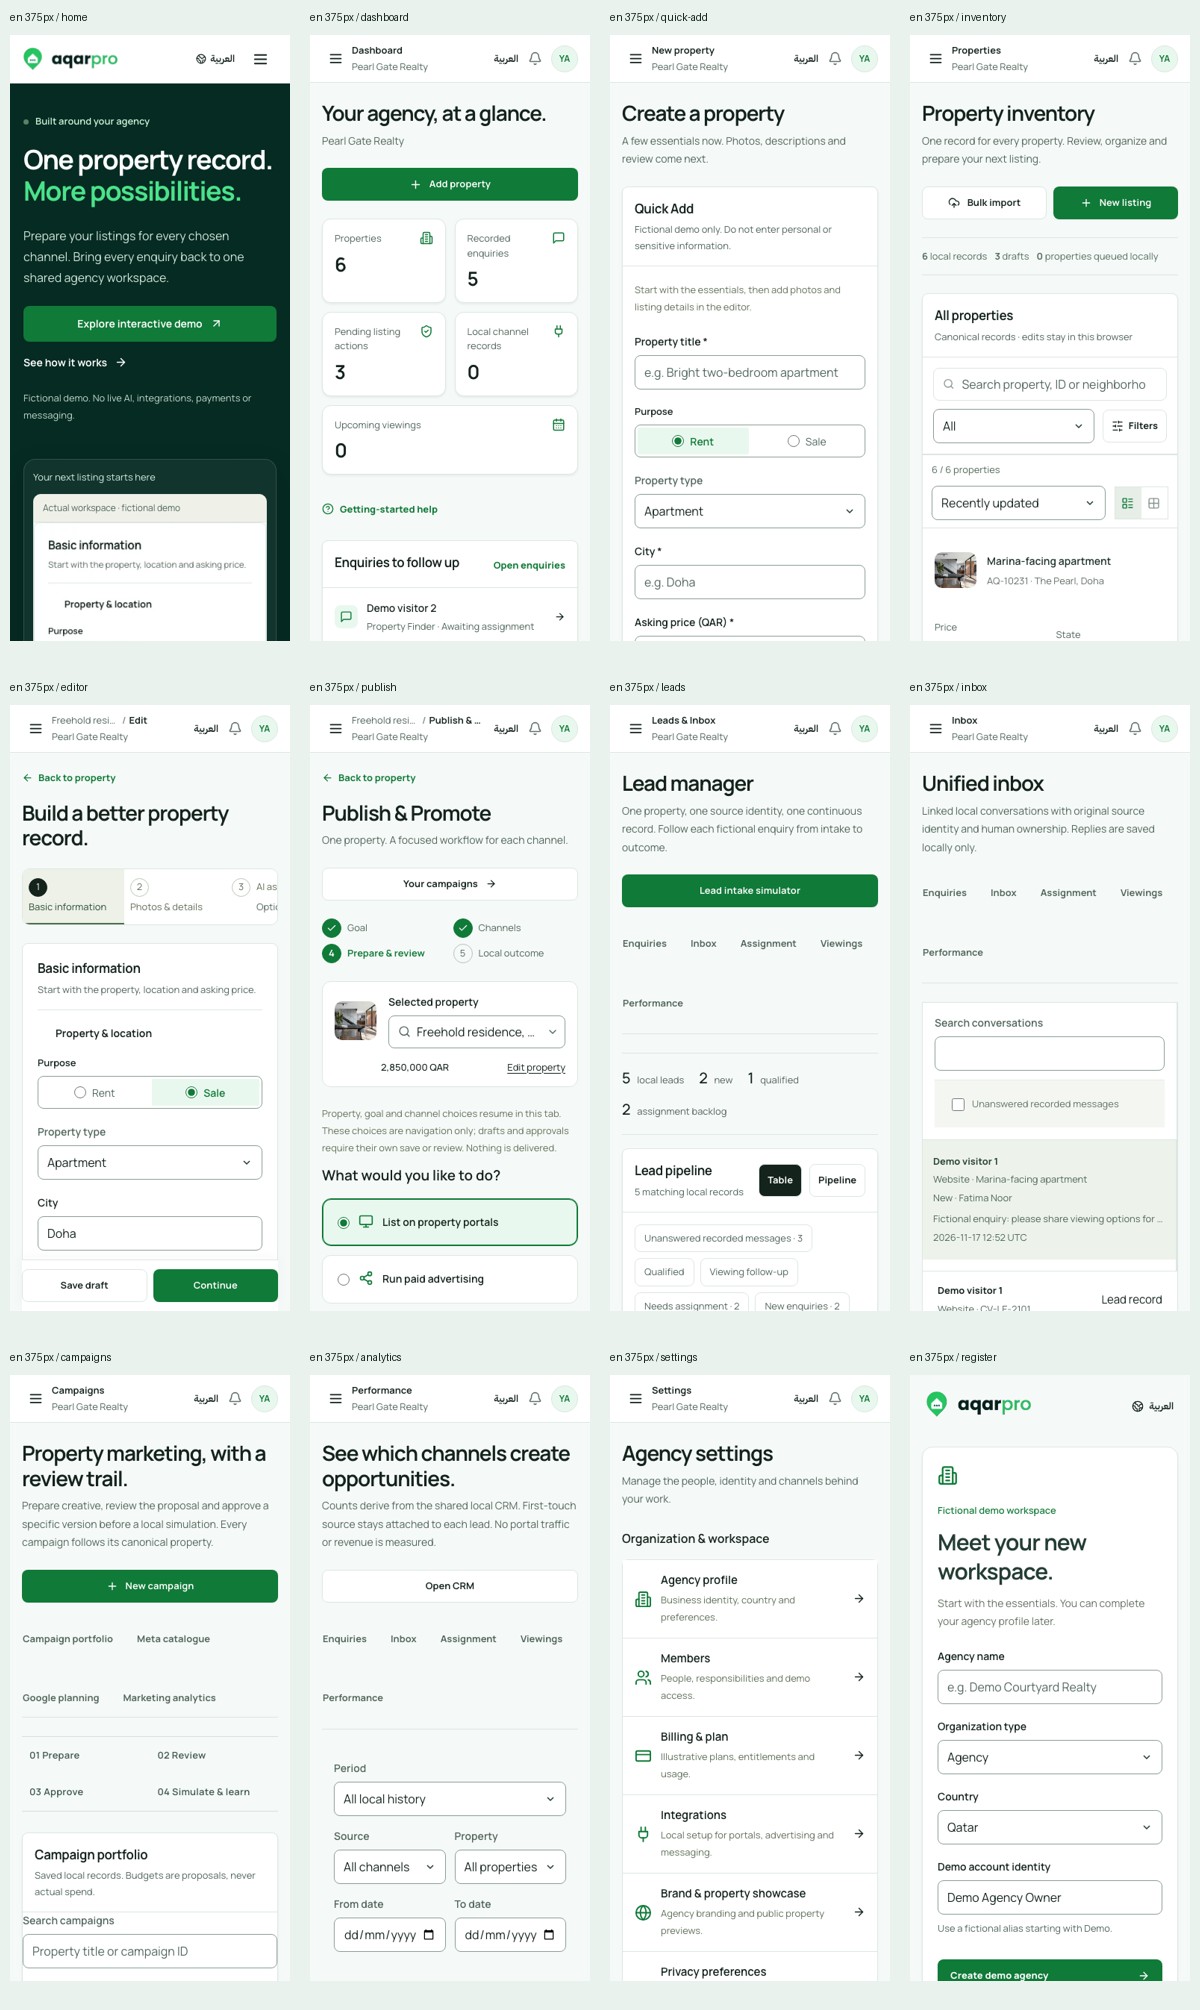 en 375px / home
aqarpro
العربية
Built around your agency
One property record.
More possibilities.
Prepare your listings for every chosen
channel. Bring every enquiry back to one
shared agency workspace.
Explore interactive demo
See how it works
Fictional demo. No live AI, integrations, payments or
messaging.
Your next listing starts here
Actual workspace · fictional demo
Basic information
Start with the property, location and asking price.
Property & location
Purpose
en 375px / dashboard
Dashboard
Pearl Gate Realty
العربية
YA
Your agency, at a glance.
Pearl Gate Realty
Add property
Properties
6
Recorded
enquiries
5
Pending listing
actions
3
Local channel
records
0
Upcoming viewings
0
Getting-started help
Enquiries to follow up
Open enquiries
Demo visitor 2
Property Finder · Awaiting assignment
en 375px / quick-add
New property
Pearl Gate Realty
العربية
YA
Create a property
A few essentials now. Photos, descriptions and
review come next.
Quick Add
Fictional demo only. Do not enter personal or
sensitive information.
Start with the essentials, then add photos and
listing details in the editor.
Property title *
e.g. Bright two-bedroom apartment
Purpose
Rent
Sale
Property type
Apartment
City *
e.g. Doha
Asking price (QAR) *
en 375px / inventory
Properties
Pearl Gate Realty
العربية
YA
Property inventory
One record for every property. Review, organize and
prepare your next listing.
Bulk import
New listing
6 local records 3 drafts 0 properties queued locally
All properties
Canonical records · edits stay in this browser
Search property, ID or neighborho
All
Filters
6 / 6 properties
Recently updated
Marina-facing apartment
AQ-10231 · The Pearl, Doha
Price
State
en 375px / editor
Freehold resi... / Edit
Pearl Gate Realty
العربية
YA
Back to property
Build a better property
record.
1
Basic information
2
Photos & details
3
AI as
Optic
Basic information
Start with the property, location and asking price.
Property & location
Purpose
Rent
Sale
Property type
Apartment
City
Doha
Save draft
Continue
en 375px / publish
Freehold resi... / Publish & ...
Pearl Gate Realty
العربية
YA
Back to property
Publish & Promote
One property. A focused workflow for each channel.
Your campaigns
Goal
Channels
4
Prepare & review
5
Local outcome
Selected property
Freehold residence, ...
2,850,000 QAR
Edit property
Property, goal and channel choices resume in this tab.
These choices are navigation only; drafts and approvals
require their own save or review. Nothing is delivered.
What would you like to do?
List on property portals
Run paid advertising
en 375px / leads
Leads & Inbox
Pearl Gate Realty
العربية
YA
Lead manager
One property, one source identity, one continuous
record. Follow each fictional enquiry from intake to
outcome.
Lead intake simulator
Enquiries
Inbox
Assignment
Viewings
Performance
5 local leads 2 new 1 qualified
2 assignment backlog
Lead pipeline
5 matching local records
Table
Pipeline
Unanswered recorded messages · 3
Qualified
Viewing follow-up
Needs assignment · 2
New enquiries · 2
en 375px / inbox
Inbox
Pearl Gate Realty
العربية
YA
Unified inbox
Linked local conversations with original source
identity and human ownership. Replies are saved
locally only.
Enquiries
Inbox
Assignment
Viewings
Performance
Search conversations
Unanswered recorded messages
Demo visitor 1
Website · Marina-facing apartment
New · Fatima Noor
Fictional enquiry: please share viewing options for ...
2026-11-17 12:52 UTC
Demo visitor 1
Website · CV-LE-2101
Lead record
en 375px / campaigns
Campaigns
Pearl Gate Realty
العربية
YA
Property marketing, with a
review trail.
Prepare creative, review the proposal and approve a
specific version before a local simulation. Every
campaign follows its canonical property.
New campaign
Campaign portfolio
Meta catalogue
Google planning
Marketing analytics
01 Prepare
02 Review
03 Approve
04 Simulate & learn
Campaign portfolio
Saved local records. Budgets are proposals, never
actual spend.
Search campaigns
Property title or campaign ID
en 375px / analytics
Performance
Pearl Gate Realty
العربية
YA
See which channels create
opportunities.
Counts derive from the shared local CRM. First-touch
source stays attached to each lead. No portal traffic
or revenue is measured.
Open CRM
Enquiries
Inbox
Assignment
Viewings
Performance
Period
All local history
Source
All channels
Property
All properties
From date
dd/mm/yyyy
To date
dd/mm/yyyy
en 375px / settings
Settings
Pearl Gate Realty
العربية
YA
Agency settings
Manage the people, identity and channels behind
your work.
Organization & workspace
Agency profile
Business identity, country and
preferences.
Members
People, responsibilities and demo
access.
Billing & plan
Illustrative plans, entitlements and
usage.
Integrations
Local setup for portals, advertising and
messaging.
Brand & property showcase
Agency branding and public property
previews.
Privacy preferences
en 375px / register
aqarpro
العربية
Fictional demo workspace
Meet your new
workspace.
Start with the essentials. You can complete
your agency profile later.
Agency name
e.g. Demo Courtyard Realty
Organization type
Agency
Country
Qatar
Demo account identity
Demo Agency Owner
Use a fictional alias starting with Demo.
Create demo agency